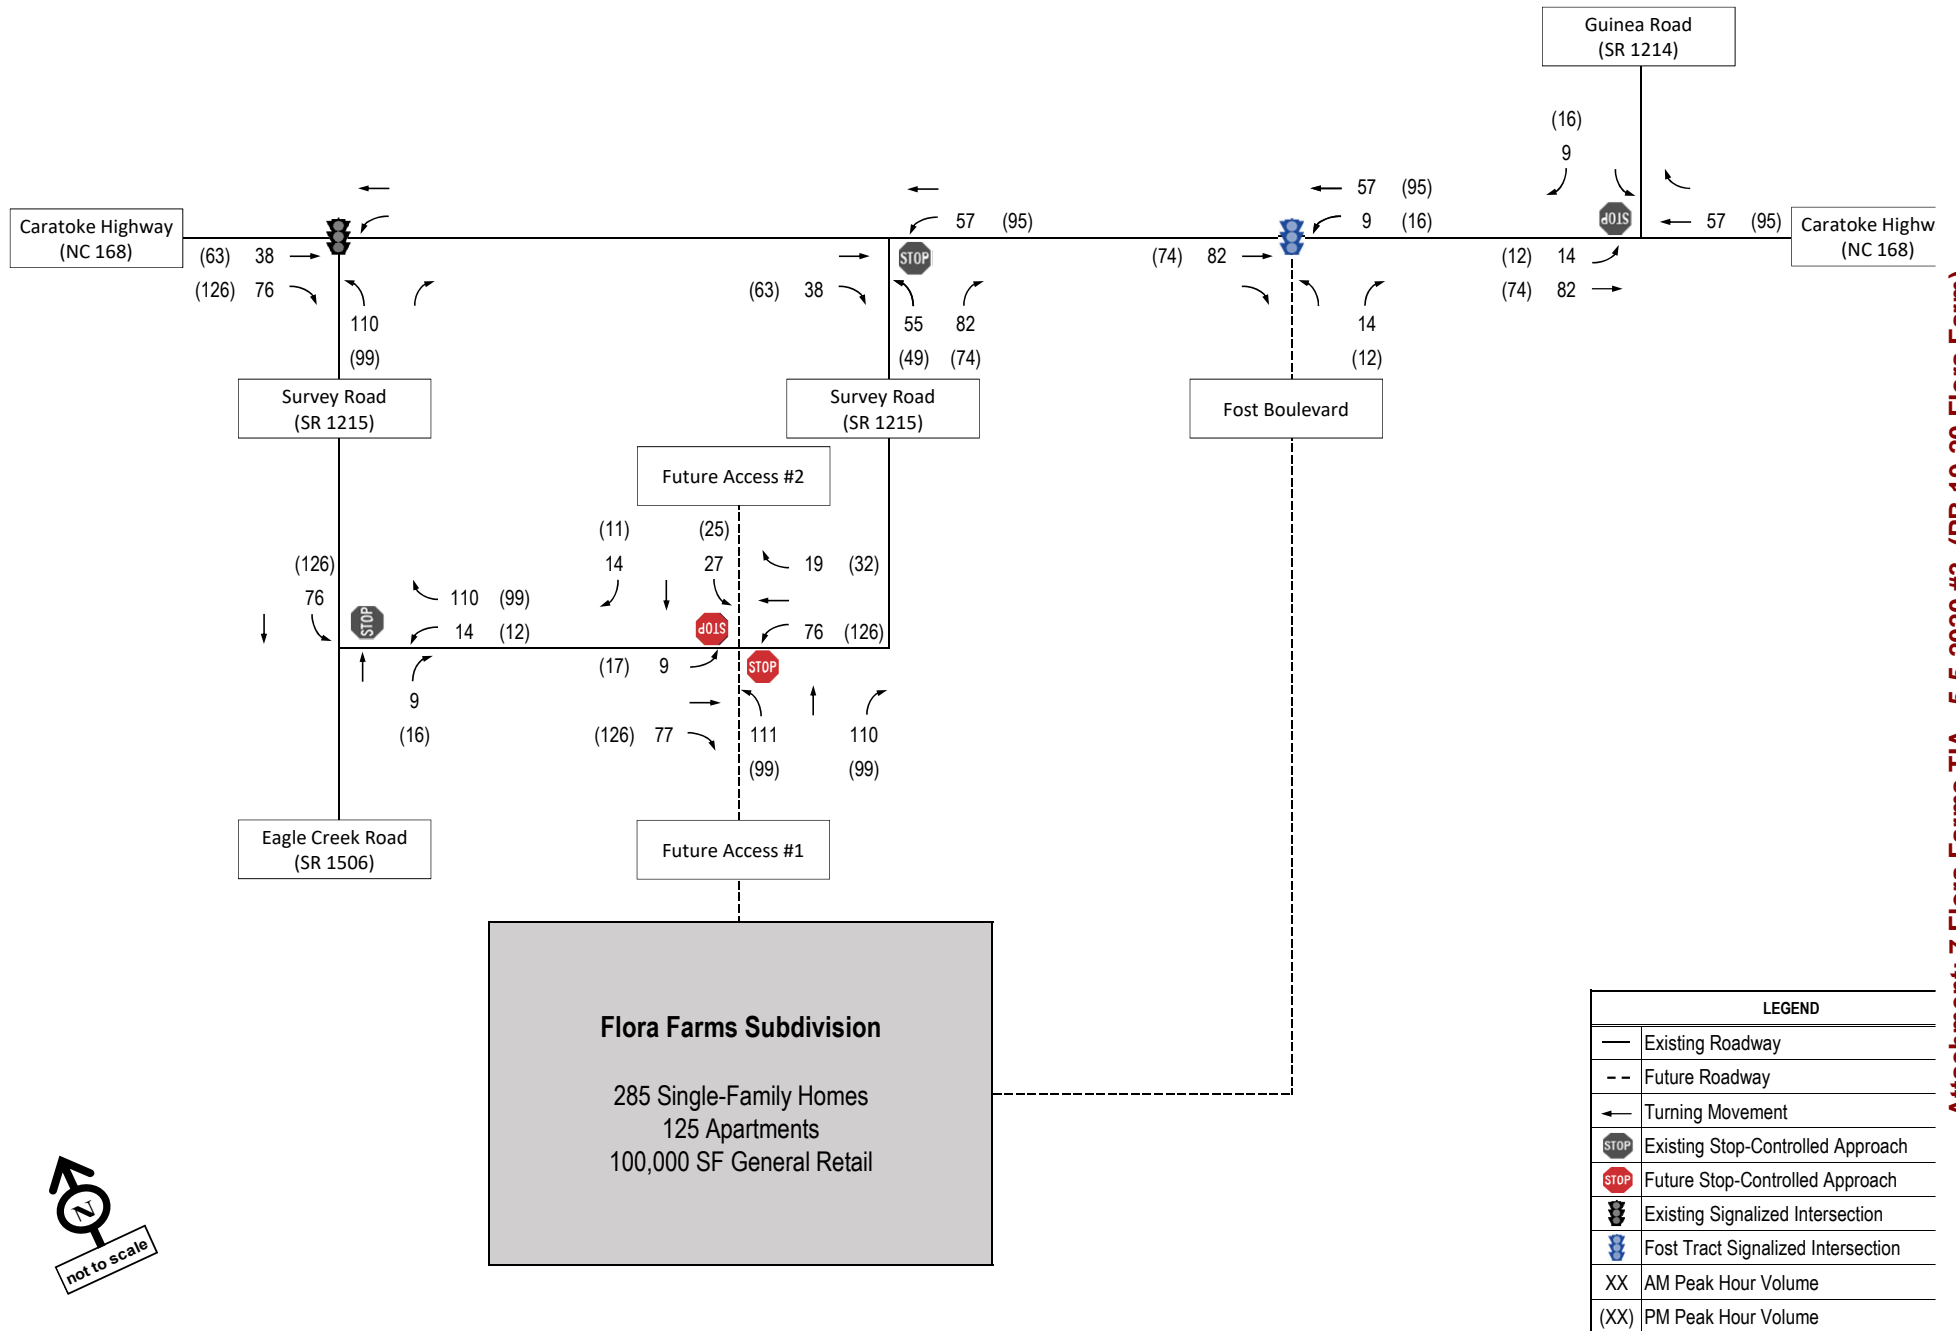 Guinea Road
(SR 1214)
(16)
9
57 (95)
9 (16)
STOP
57 (95)
Caratoke Highway
(NC 168)
57 (95)
Caratoke Highw
(NC 168)
(63) 38
(126) 76
STOP
(63) 38
(74) 82
(12) 14
(74) 82
110
(99)
55 82
(49) (74)
14
(12)
Survey Road
(SR 1215)
Survey Road
(SR 1215)
Fost Boulevard
Future Access #2
(11) (25)
14 27
19 (32)
(126)
76
110 (99)
14 (12)
STOP
STOP
76 (126)
(17) 9
STOP
9
(16)
(126) 77
111 110
(99) (99)
Eagle Creek Road
(SR 1506)
Future Access #1
Flora Farms Subdivision
285 Single-Family Homes
125 Apartments
100,000 SF General Retail
N
not to scale
LEGEND
Existing Roadway
Future Roadway
Turning Movement
STOP Existing Stop-Controlled Approach
STOP Future Stop-Controlled Approach
Existing Signalized Intersection
Fost Tract Signalized Intersection
XX AM Peak Hour Volume
(XX) PM Peak Hour Volume